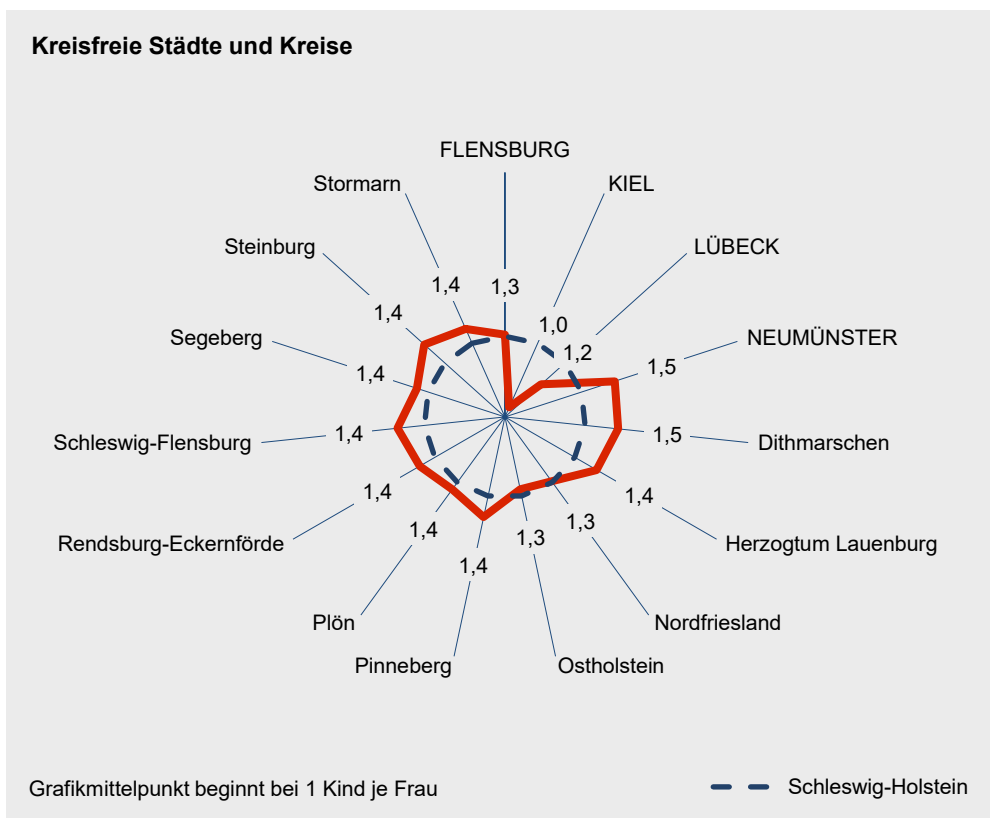 Kreisfreie Städte und Kreise
FLENSBURG
Stormarn
KIEL
Steinburg
LÜBECK
1,4
1,3
1,4
1,0
Segeberg
NEUMÜNSTER
1,2
1,4
1,5
Schleswig-Flensburg
1,4
1,5
Dithmarschen
1,4
1,4
Rendsburg-Eckernförde
1,4
1,3
Herzogtum Lauenburg
1,3
1,4
Plön
Nordfriesland
Pinneberg
Ostholstein
Grafikmittelpunkt beginnt bei 1 Kind je Frau
Schleswig-Holstein